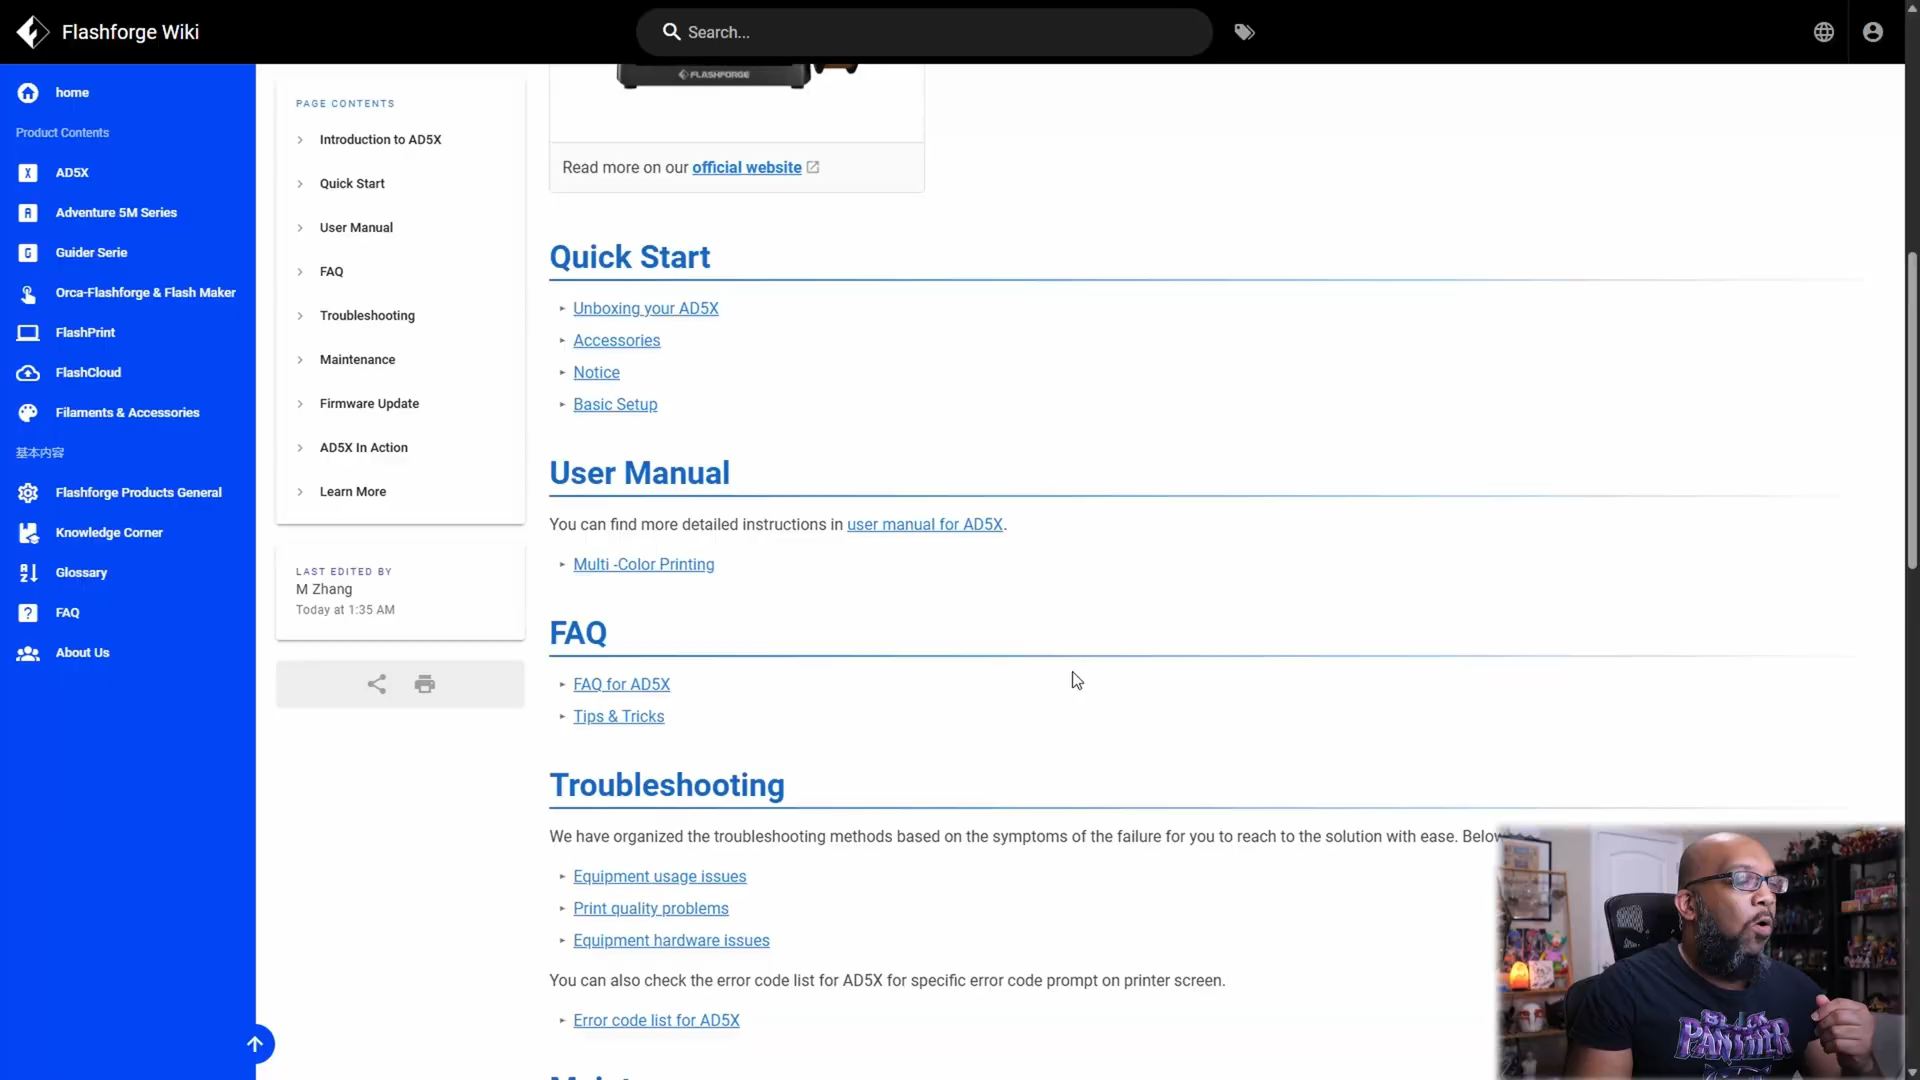 Flashforge Wiki
Search...
home
Product Contents
AD5X
Adventure 5M Series
Guider Serie
Orca-Flashforge & Flash Maker
FlashPrint
FlashCloud
Filaments & Accessories
基本内容
Flashforge Products General
Knowledge Corner
Glossary
FAQ
About Us
PAGE CONTENTS
Introduction to AD5X
Quick Start
User Manual
FAQ
Troubleshooting
Maintenance
Firmware Update
AD5X In Action
Learn More
LAST EDITED BY
M Zhang
Today at 1:35 AM
FLASHFORGE
Read more on our official website
Quick Start
Unboxing your AD5X
Accessories
Notice
Basic Setup
User Manual
You can find more detailed instructions in user manual for AD5X.
Multi -Color Printing
FAQ
FAQ for AD5X
Tips & Tricks
Troubleshooting
We have organized the troubleshooting methods based on the symptoms of the failure for you to reach to the solution with ease. Below
Equipment usage issues
Print quality problems
Equipment hardware issues
You can also check the error code list for AD5X for specific error code prompt on printer screen.
Error code list for AD5X
BLACK
PANTHER